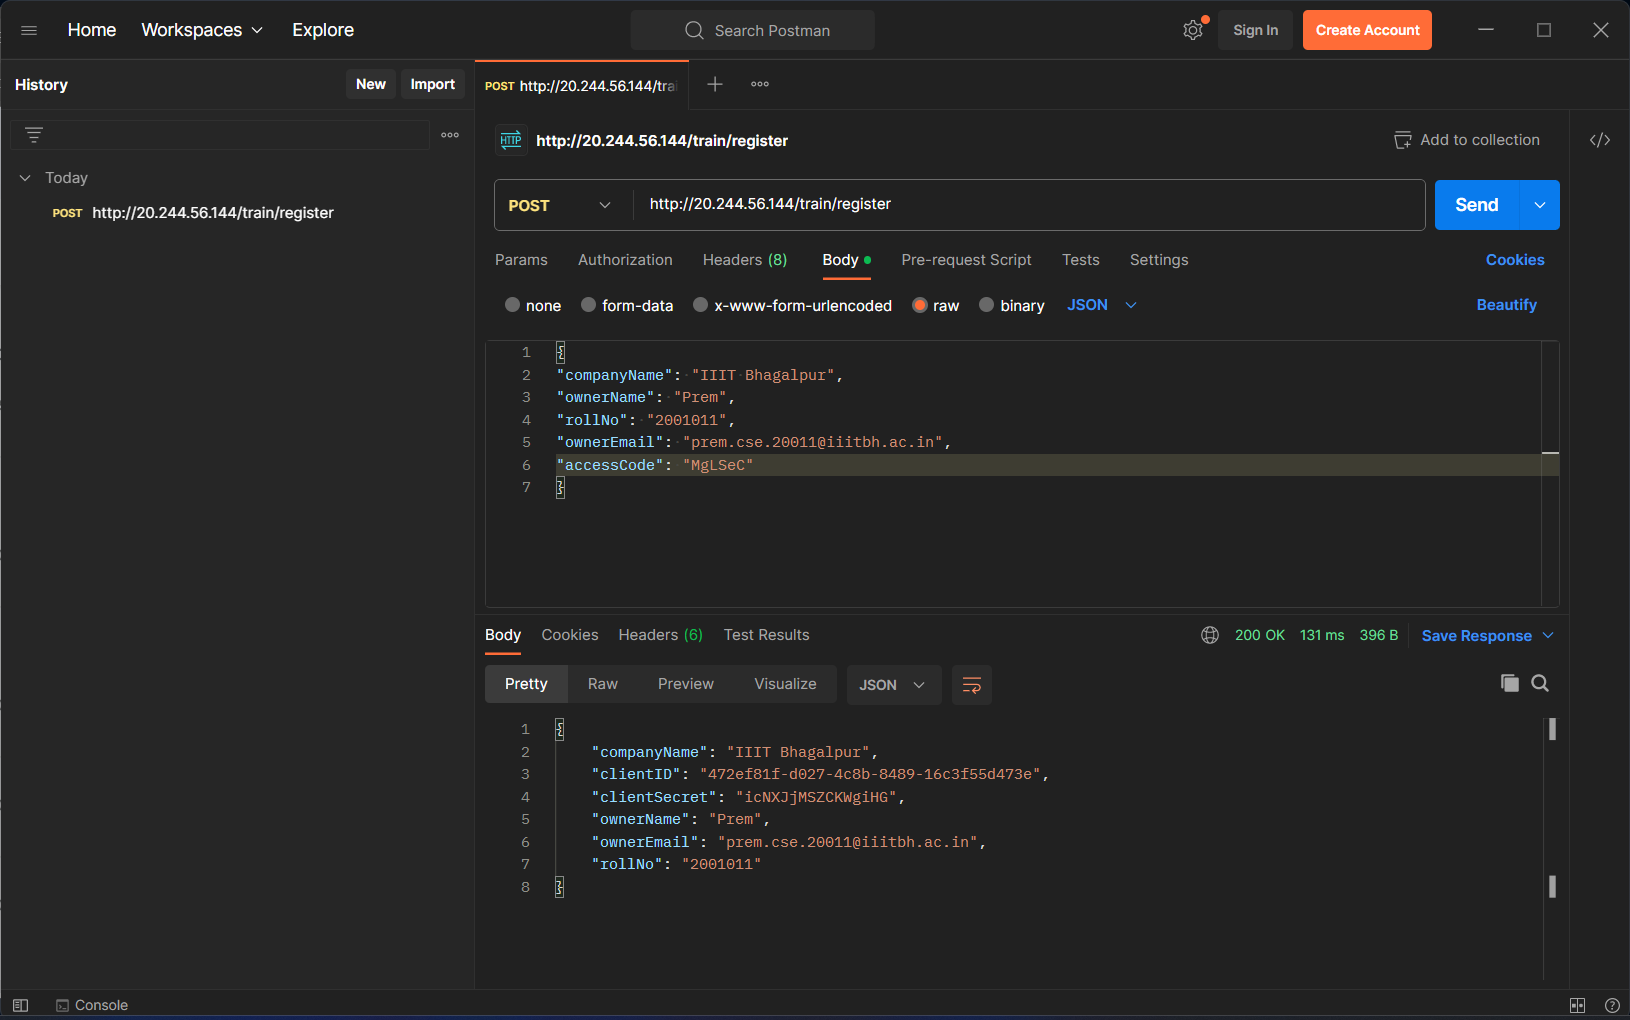 Home Workspaces Explore Search Postman Sign In Create Account
History New Import
POST http://20.244.56.144/trai
HTTP http://20.244.56.144/train/register Add to collection
Today
POST http://20.244.56.144/train/register
POST http://20.244.56.144/train/register Send
Params Authorization Headers (8) Body Pre-request Script Tests Settings Cookies
none form-data x-www-form-urlencoded raw binary JSON Beautify
1 {
2 "companyName": "IIIT Bhagalpur",
3 "ownerName": "Prem",
4 "rollNo": "2001011",
5 "ownerEmail": "prem.cse.20011@iiitbh.ac.in",
6 "accessCode": "MgLSeC"
7 }
Body Cookies Headers (6) Test Results 200 OK 131 ms 396 B Save Response
Pretty Raw Preview Visualize JSON
1 {
2 "companyName": "IIIT Bhagalpur",
3 "clientID": "472ef81f-d027-4c8b-8489-16c3f55d473e",
4 "clientSecret": "icNXJjMSZCKWgiHG",
5 "ownerName": "Prem",
6 "ownerEmail": "prem.cse.20011@iiitbh.ac.in",
7 "rollNo": "2001011"
8 }
Console